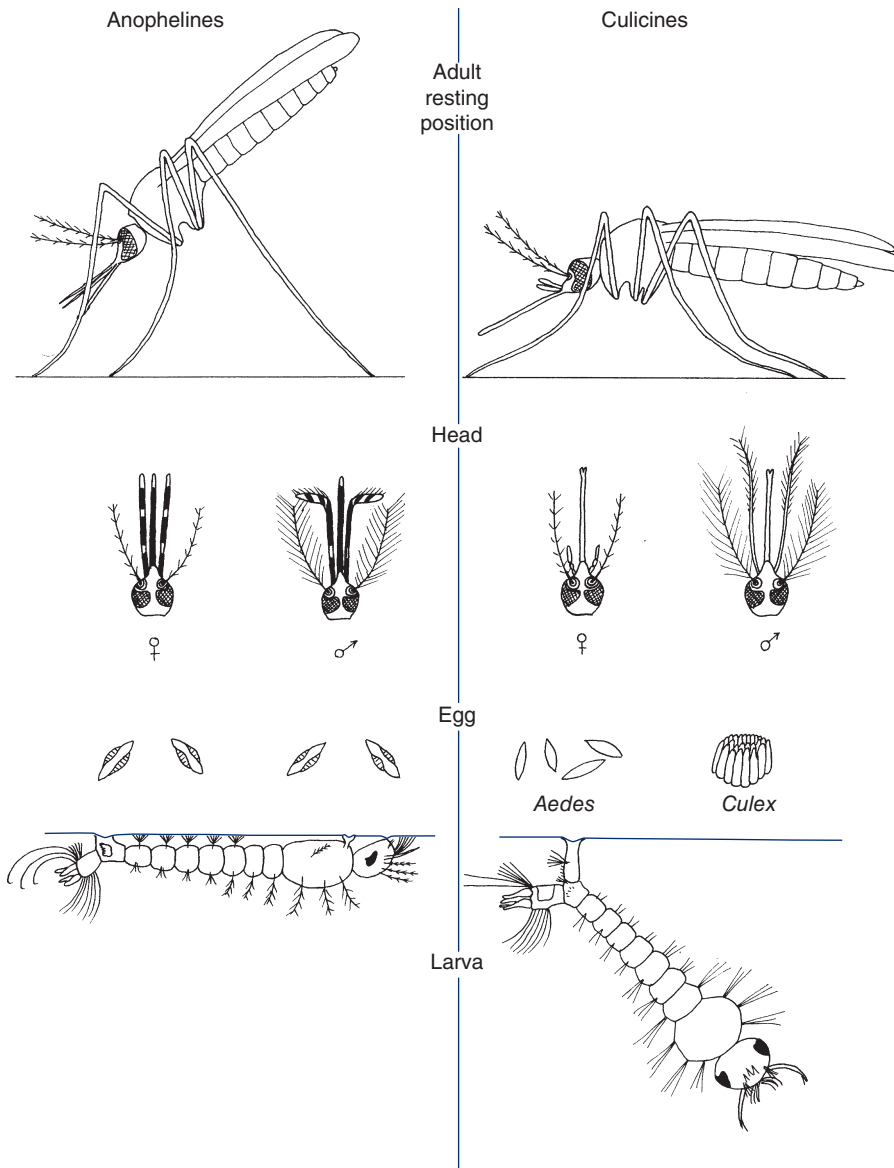 Anophelines
Culicines
Adult
resting
position
Head
♀
♂
♀
♂
Egg
Aedes
Culex
Larva